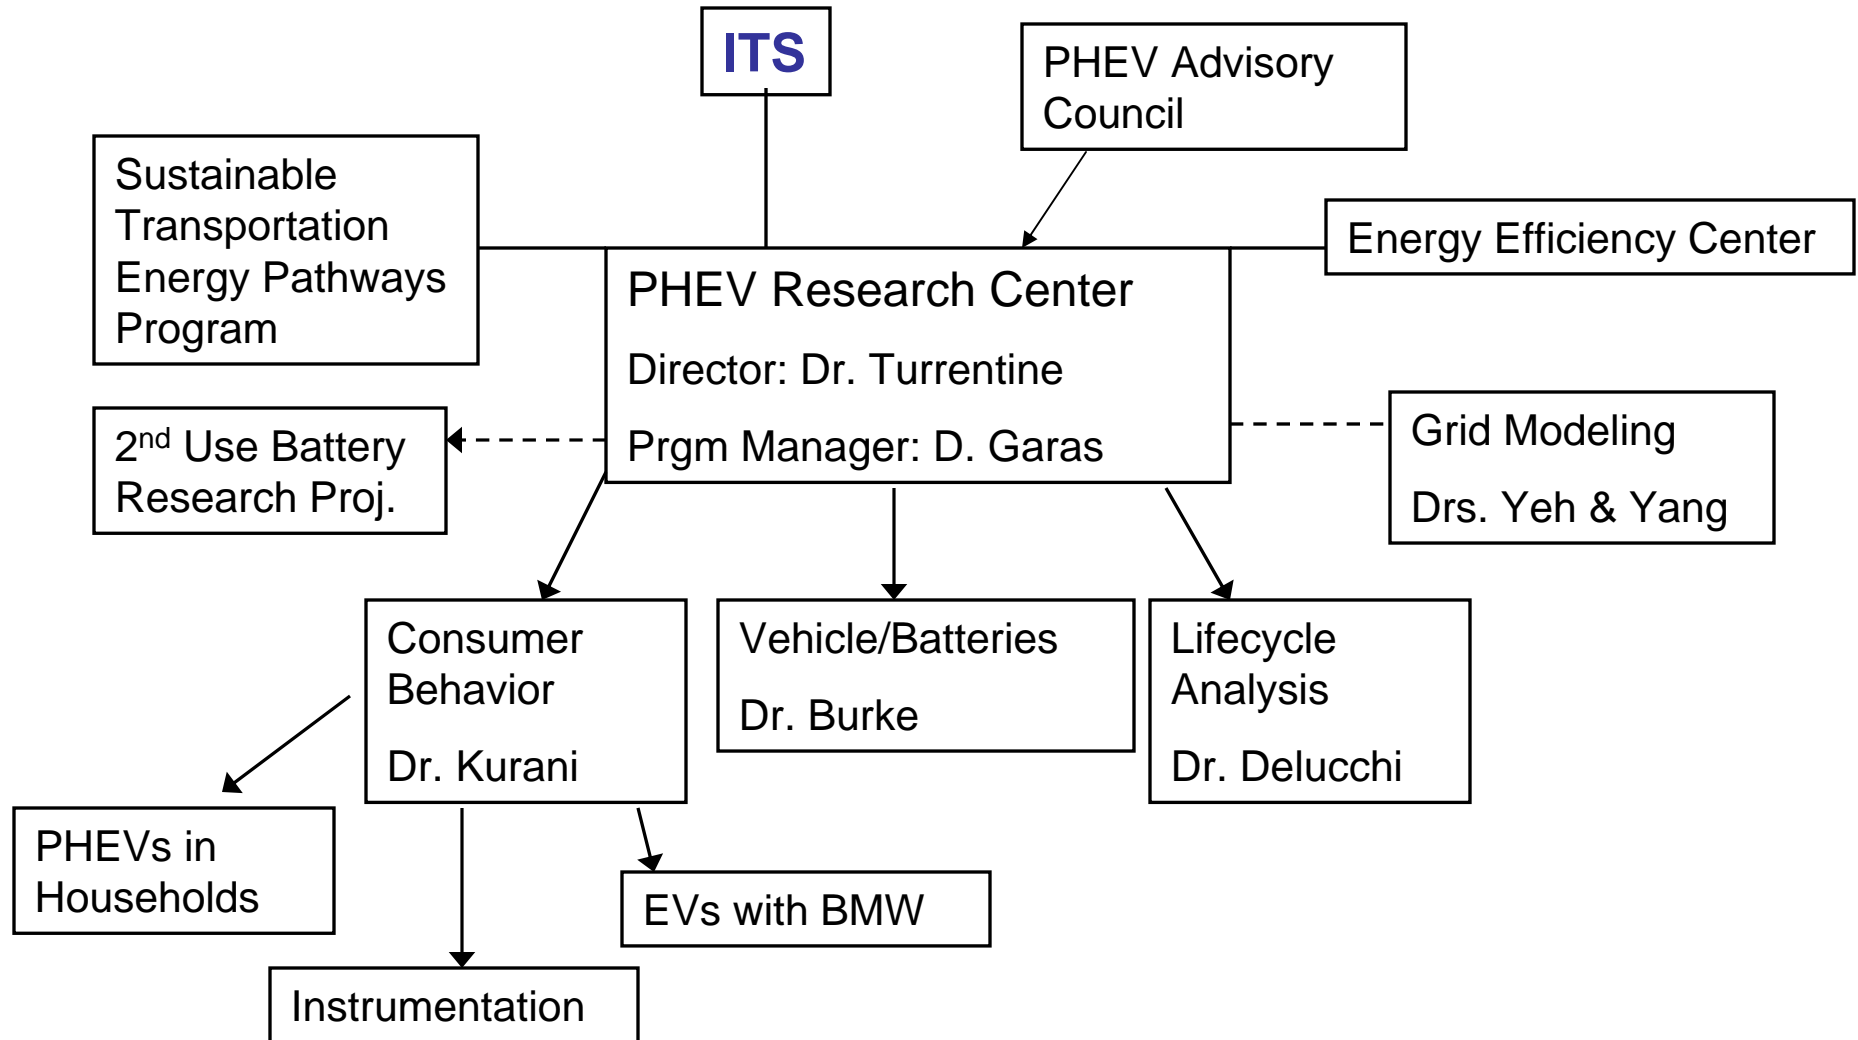 ITS
PHEV Advisory
Council
Sustainable
Transportation
Energy Pathways
Program
Energy Efficiency Center
PHEV Research Center
Director: Dr. Turrentine
Prgm Manager: D. Garas
2nd Use Battery
Research Proj.
Grid Modeling
Drs. Yeh & Yang
Consumer
Behavior
Dr. Kurani
Vehicle/Batteries
Dr. Burke
Lifecycle
Analysis
Dr. Delucchi
PHEVs in
Households
EVs with BMW
Instrumentation